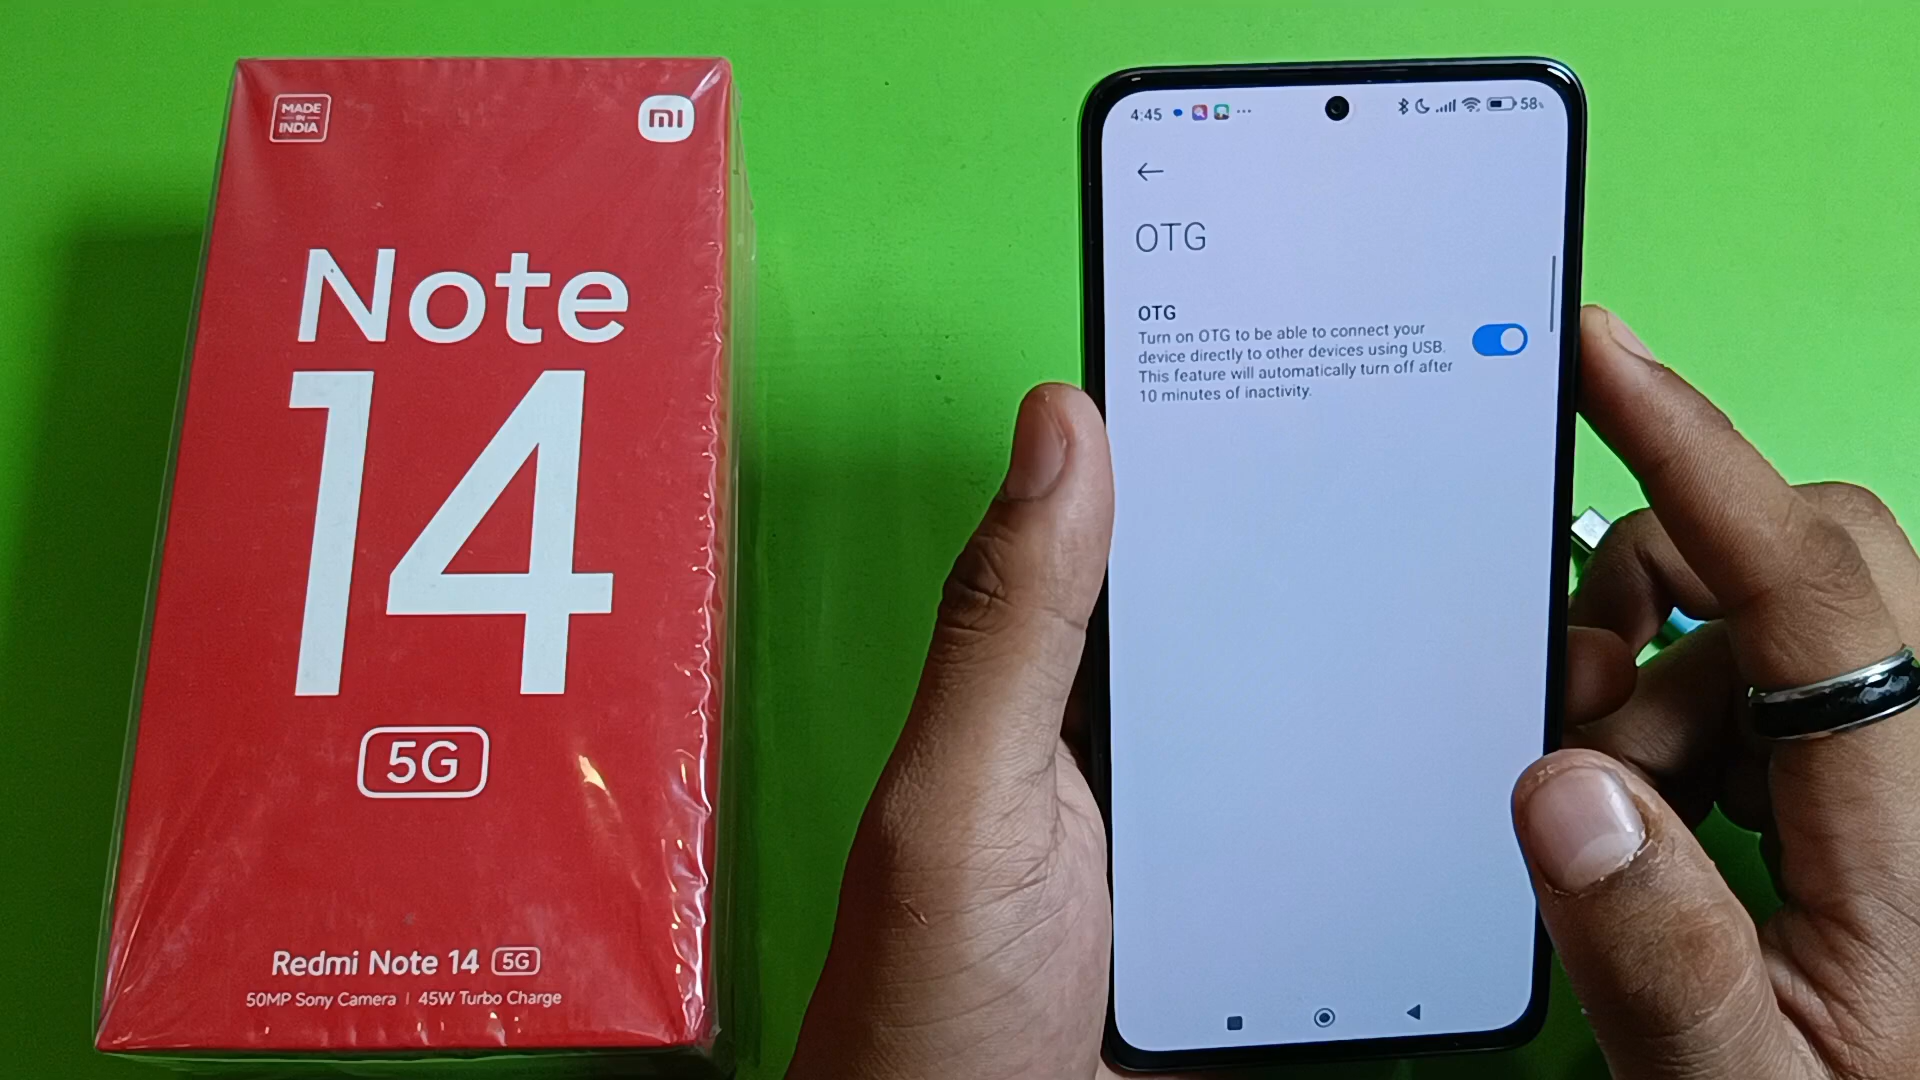 MADE
IN
INDIA
mi
Note
14
5G
Redmi Note 14 5G
50MP Sony Camera | 45W Turbo Charge
4:45
58%
OTG
OTG
Turn on OTG to be able to connect your
device directly to other devices using USB.
This feature will automatically turn off after
10 minutes of inactivity.